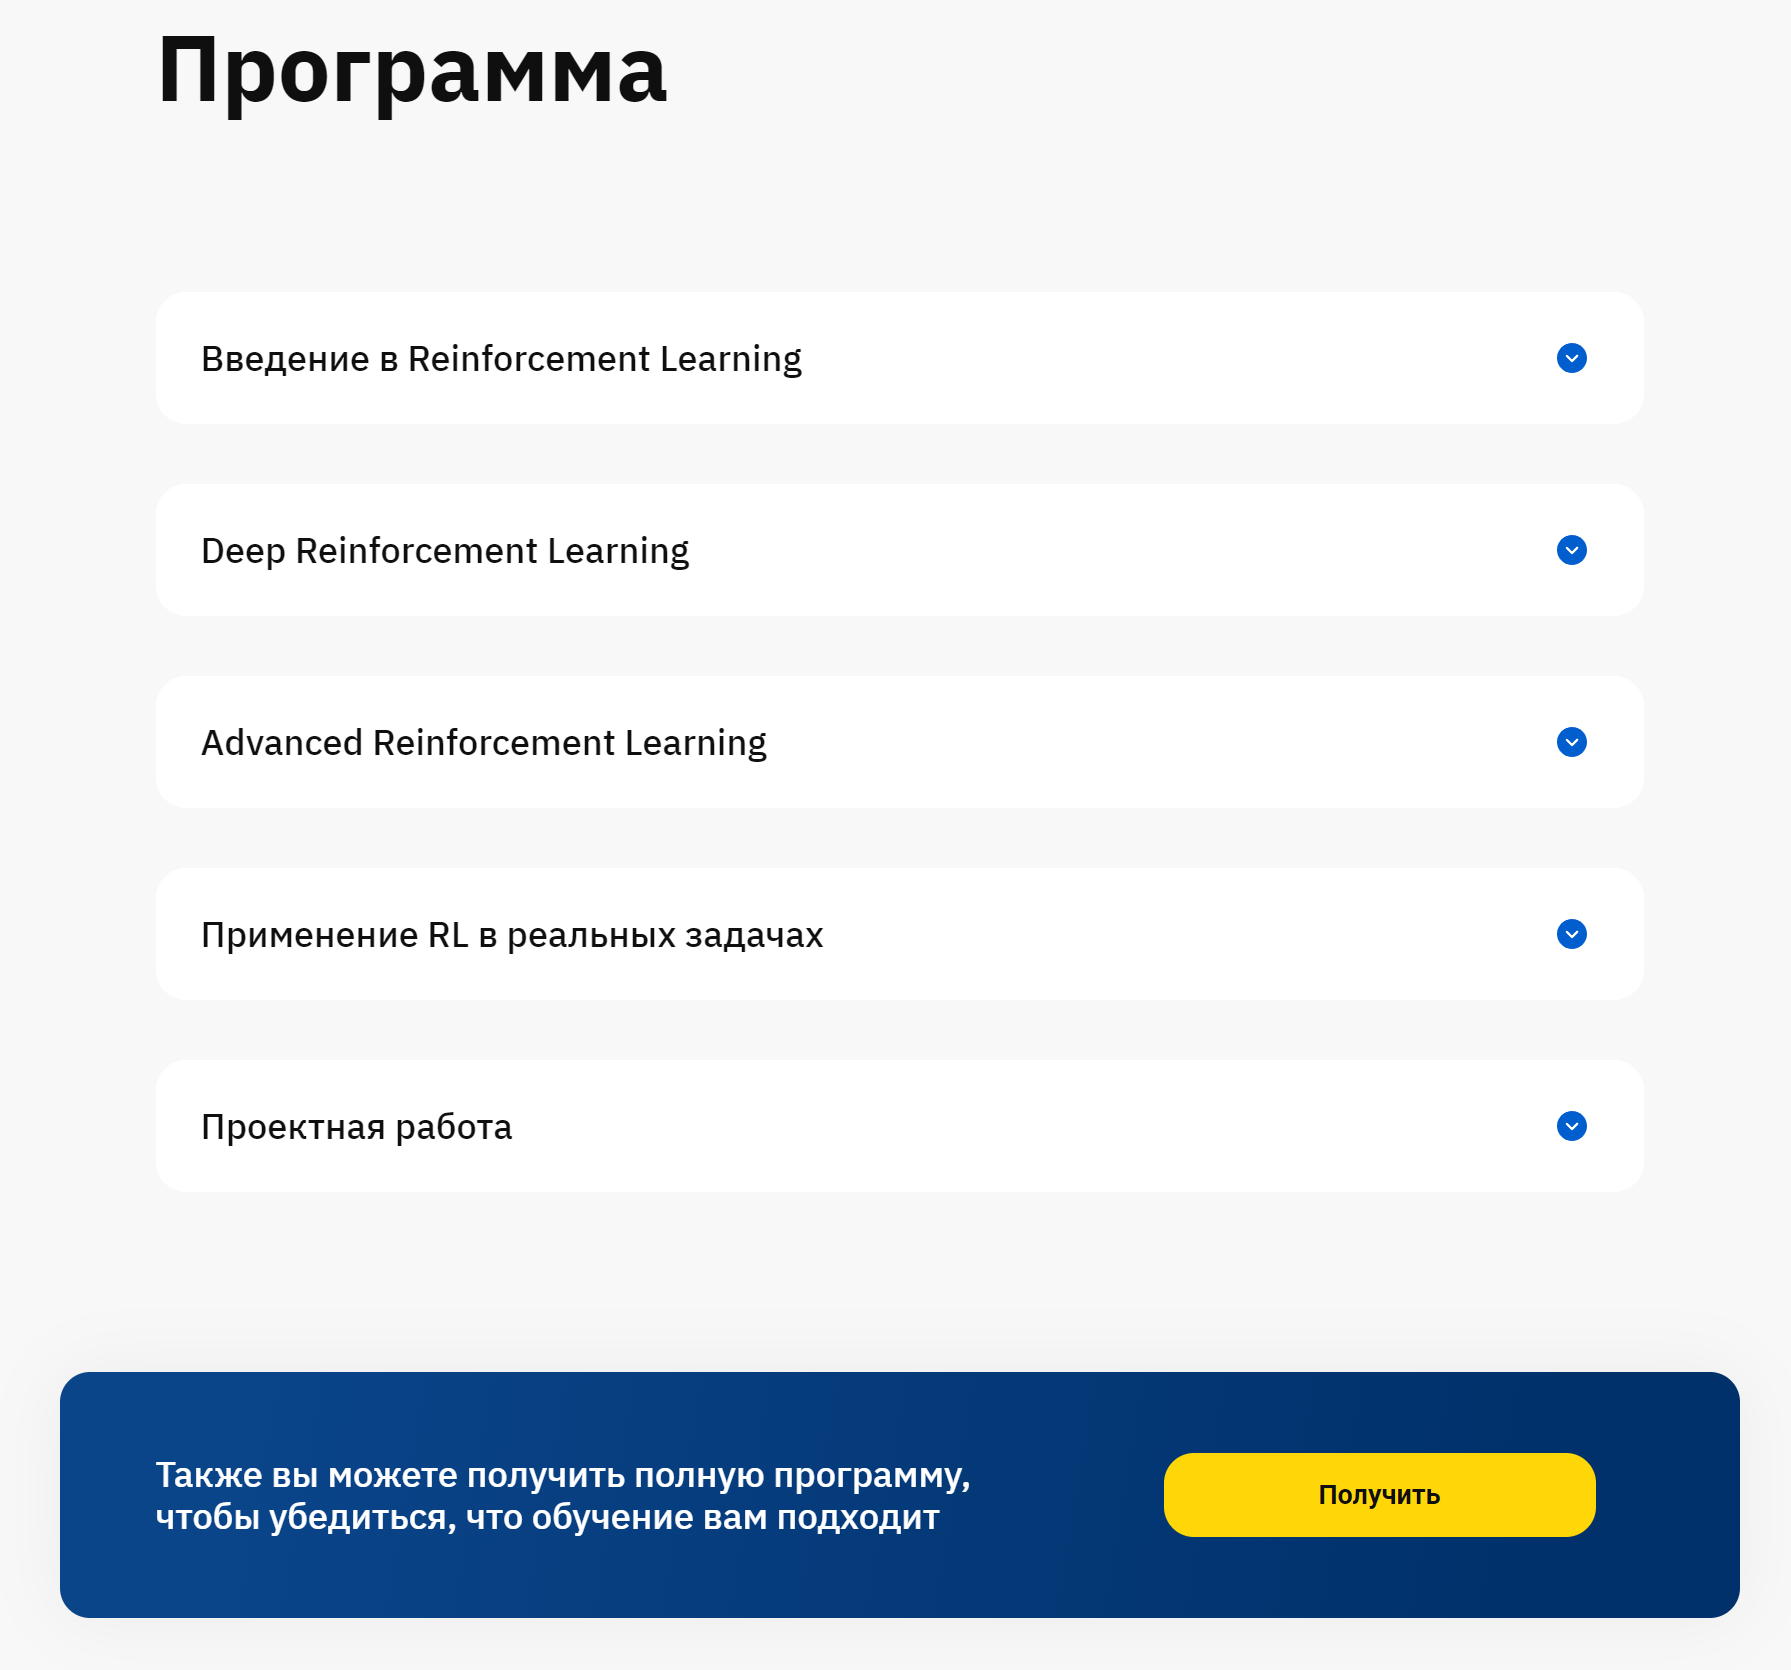 Программа
Введение в Reinforcement Learning
Deep Reinforcement Learning
Advanced Reinforcement Learning
Применение RL в реальных задачах
Проектная работа
Также вы можете получить полную программу,
чтобы убедиться, что обучение вам подходит
Получить